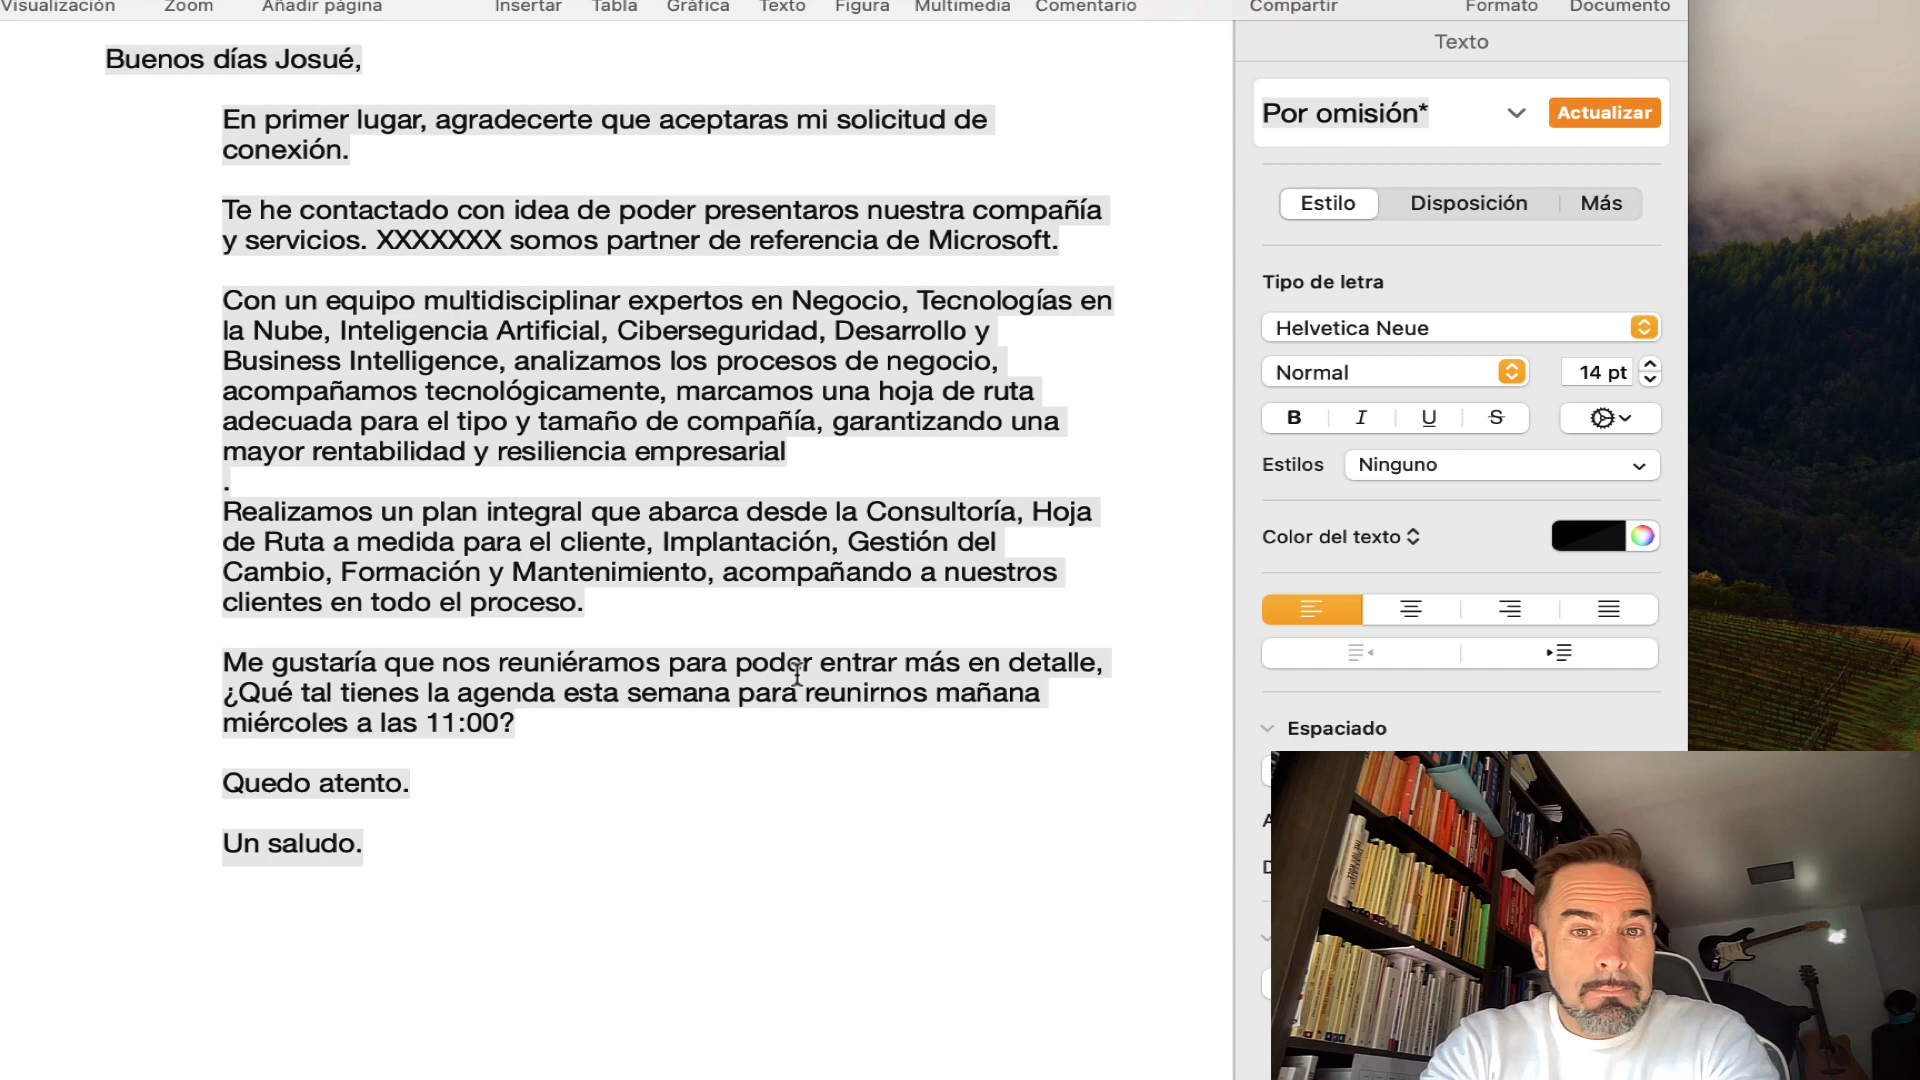 Visualización Zoom Añadir página Insertar Tabla Gráfica Texto Figura Multimedia Comentario Compartir Formato Documento
Buenos días Josué,
En primer lugar, agradecerte que aceptaras mi solicitud de
conexión.
Te he contactado con idea de poder presentaros nuestra compañía
y servicios. XXXXXXX somos partner de referencia de Microsoft.
Con un equipo multidisciplinar expertos en Negocio, Tecnologías en
la Nube, Inteligencia Artificial, Ciberseguridad, Desarrollo y
Business Intelligence, analizamos los procesos de negocio,
acompañamos tecnológicamente, marcamos una hoja de ruta
adecuada para el tipo y tamaño de compañía, garantizando una
mayor rentabilidad y resiliencia empresarial
.
Realizamos un plan integral que abarca desde la Consultoría, Hoja
de Ruta a medida para el cliente, Implantación, Gestión del
Cambio, Formación y Mantenimiento, acompañando a nuestros
clientes en todo el proceso.
Me gustaría que nos reuniéramos para poder entrar más en detalle,
¿Qué tal tienes la agenda esta semana para reunirnos mañana
miércoles a las 11:00?
Quedo atento.
Un saludo.
Texto
Por omisión* Actualizar
Estilo Disposición Más
Tipo de letra
Helvetica Neue
Normal 14 pt
B I U S
Estilos Ninguno
Color del texto
Espaciado